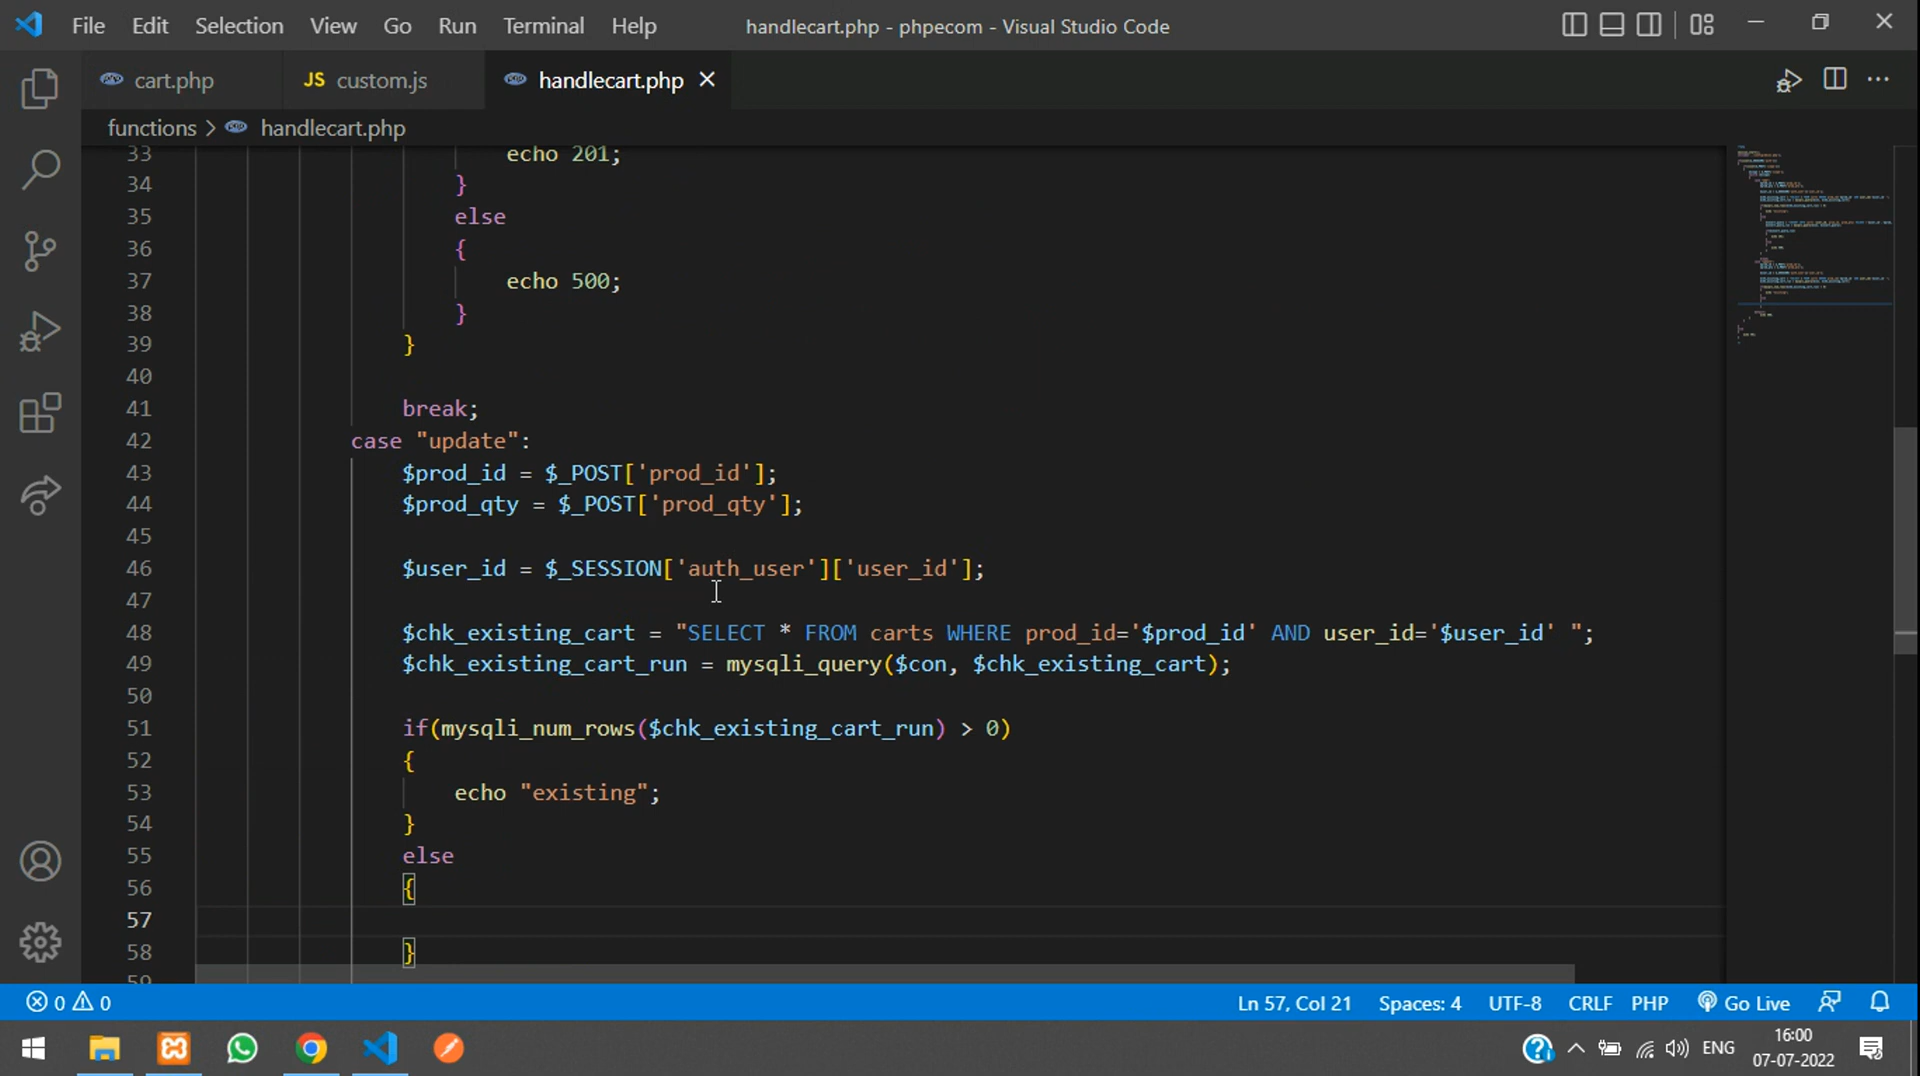 File Edit Selection View Go Run Terminal Help handlecart.php - phpecom - Visual Studio Code
cart.php JS custom.js handlecart.php
functions > handlecart.php
33 echo 201;
34 }
35 else
36 {
37 echo 500;
38 }
39 }
40
41 break;
42 case "update":
43 $prod_id = $_POST['prod_id'];
44 $prod_qty = $_POST['prod_qty'];
45
46 $user_id = $_SESSION['auth_user']['user_id'];
47
48 $chk_existing_cart = "SELECT * FROM carts WHERE prod_id='$prod_id' AND user_id='$user_id' ";
49 $chk_existing_cart_run = mysqli_query($con, $chk_existing_cart);
50
51 if(mysqli_num_rows($chk_existing_cart_run) > 0)
52 {
53 echo "existing";
54 }
55 else
56 {
57
58 }
59
0 0 Ln 57, Col 21 Spaces: 4 UTF-8 CRLF PHP Go Live
ENG 16:00
07-07-2022